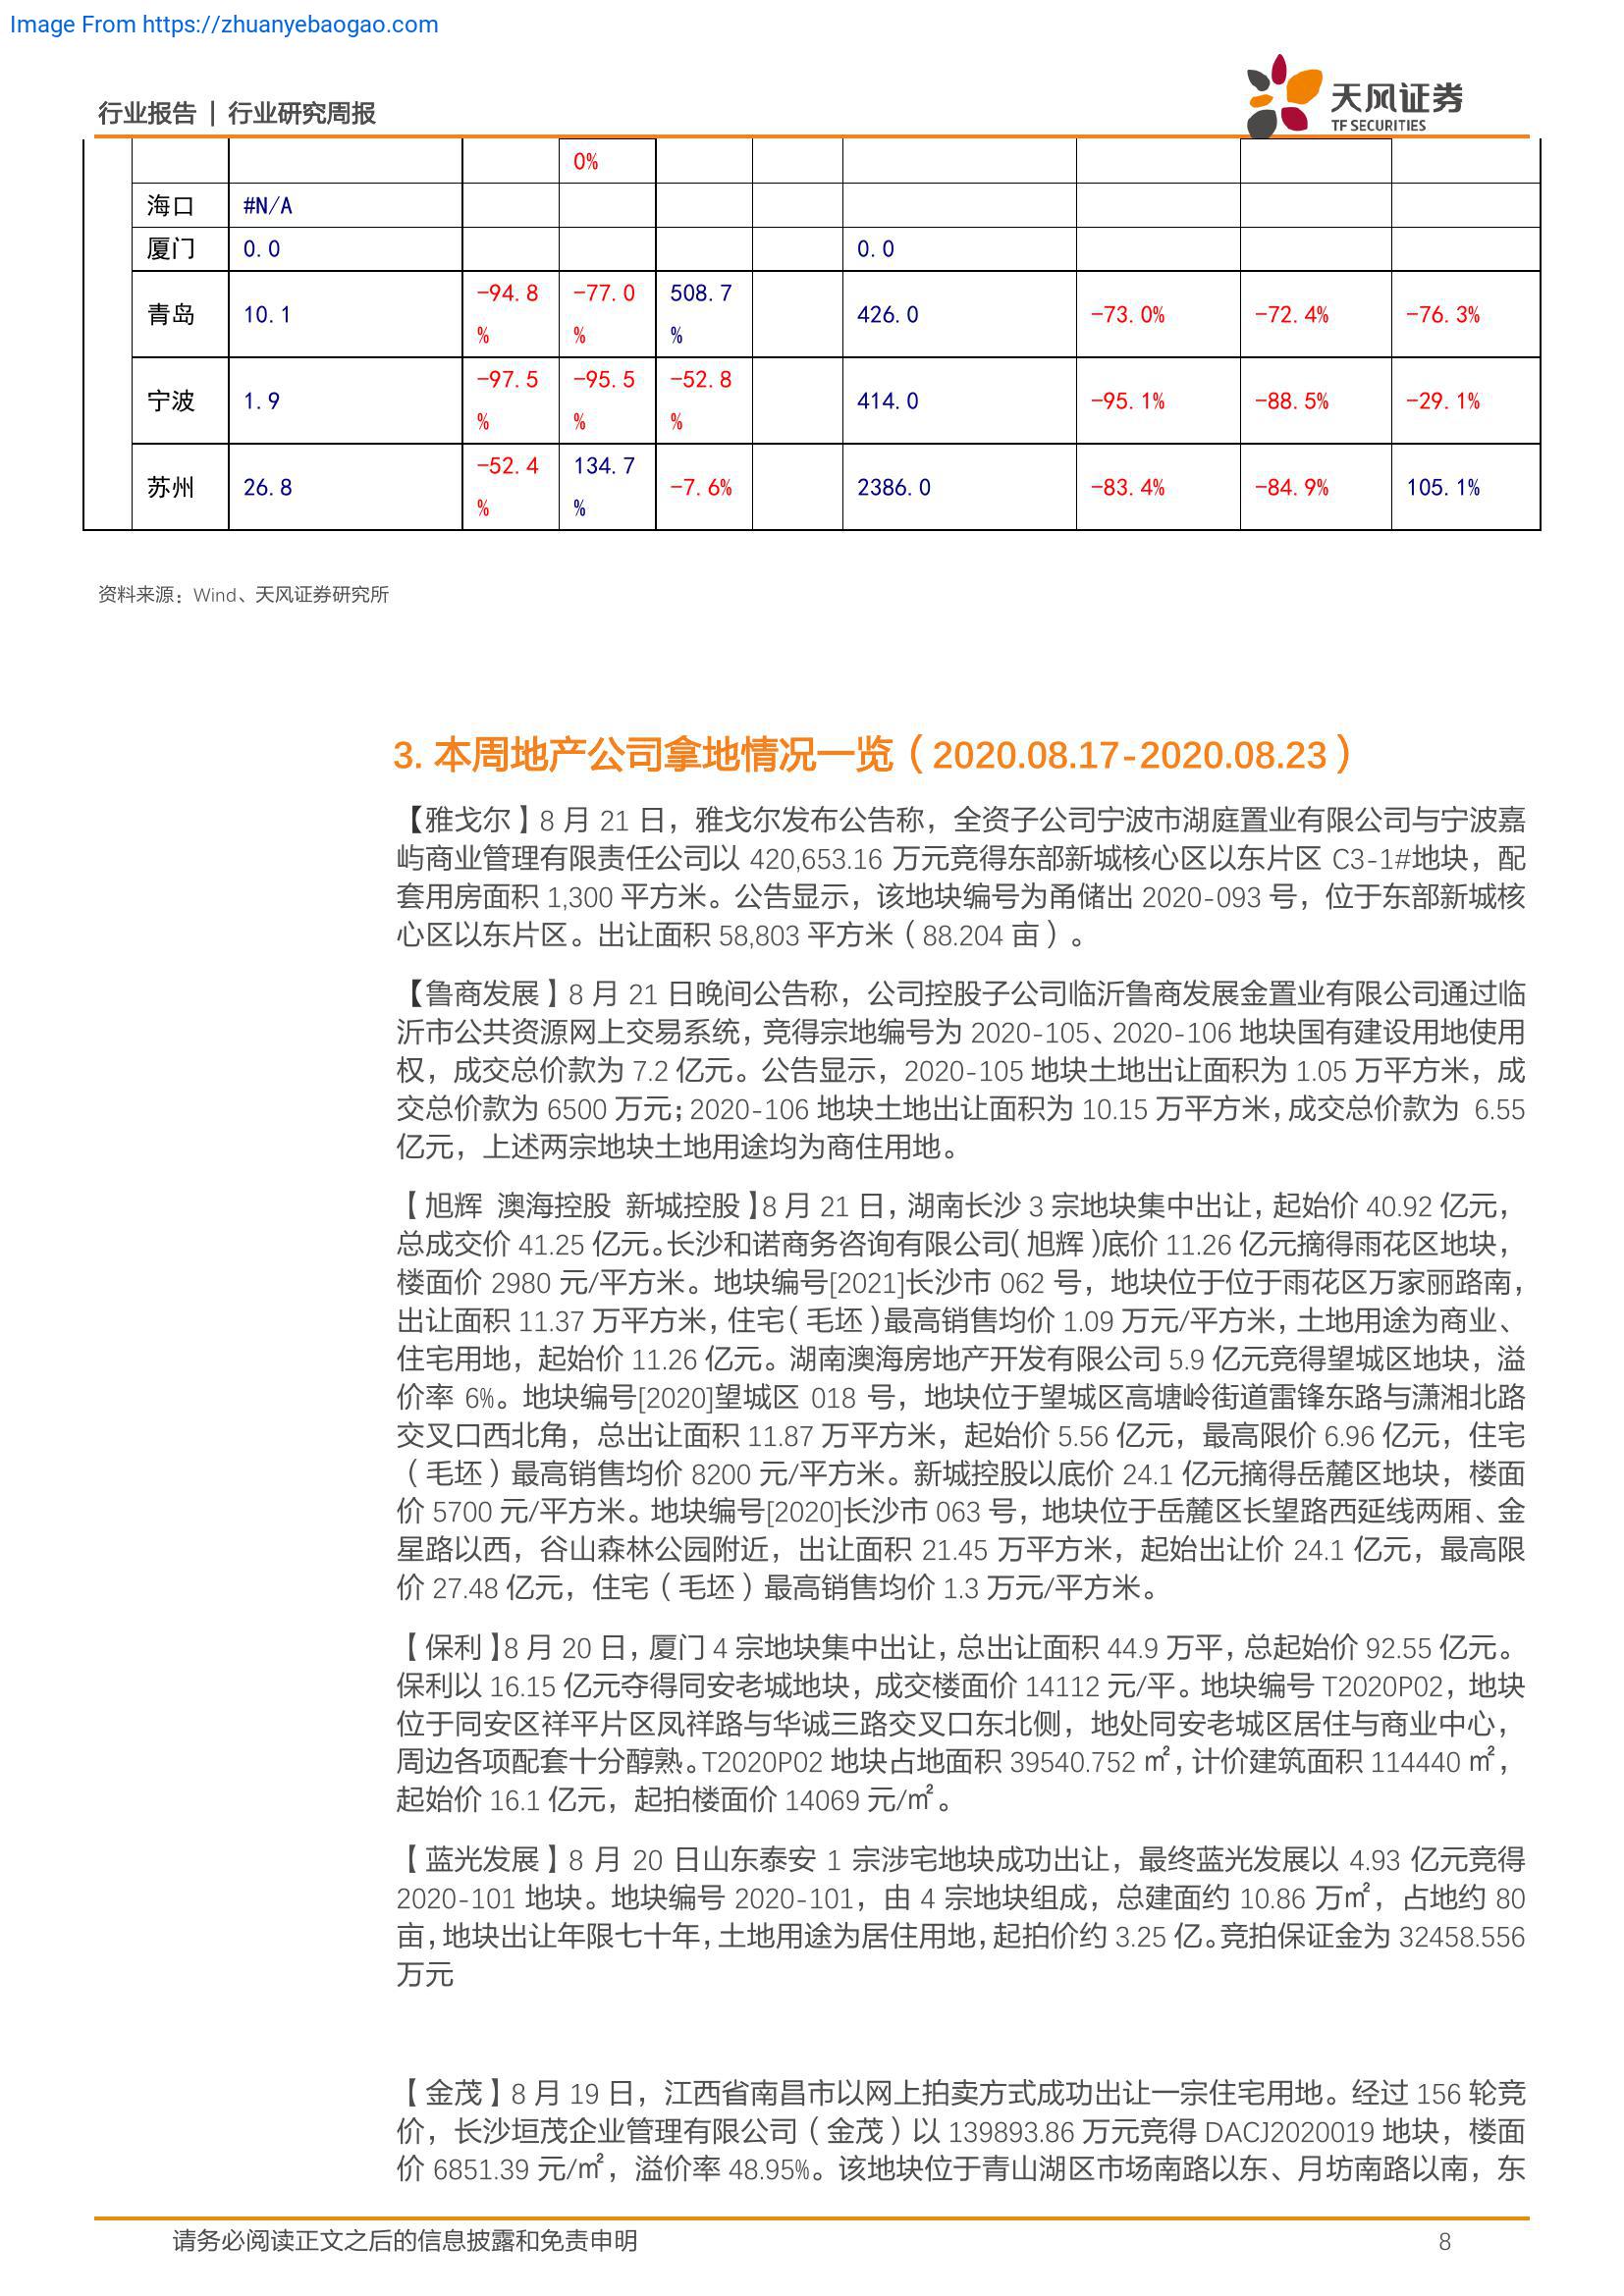 Image From https://zhuanyebaogao.com
行业报告 | 行业研究周报
天风证券
TF SECURITIES
0%
海口 #N/A
厦门 0.0 0.0
青岛 10.1 -94.8% -77.0% 508.7% 426.0 -73.0% -72.4% -76.3%
宁波 1.9 -97.5% -95.5% -52.8% 414.0 -95.1% -88.5% -29.1%
苏州 26.8 -52.4% 134.7% -7.6% 2386.0 -83.4% -84.9% 105.1%
资料来源：Wind、天风证券研究所
3. 本周地产公司拿地情况一览（2020.08.17-2020.08.23）
【雅戈尔】8 月 21 日，雅戈尔发布公告称，全资子公司宁波市湖庭置业有限公司与宁波嘉
屿商业管理有限责任公司以 420,653.16 万元竞得东部新城核心区以东片区 C3-1#地块，配
套用房面积 1,300 平方米。公告显示，该地块编号为甬储出 2020-093 号，位于东部新城核
心区以东片区。出让面积 58,803 平方米（88.204 亩）。
【鲁商发展】8 月 21 日晚间公告称，公司控股子公司临沂鲁商发展金置业有限公司通过临
沂市公共资源网上交易系统，竞得宗地编号为 2020-105、2020-106 地块国有建设用地使用
权，成交总价款为 7.2 亿元。公告显示，2020-105 地块土地出让面积为 1.05 万平方米，成
交总价款为 6500 万元；2020-106 地块土地出让面积为 10.15 万平方米，成交总价款为 6.55
亿元，上述两宗地块土地用途均为商住用地。
【旭辉 澳海控股 新城控股】8 月 21 日，湖南长沙 3 宗地块集中出让，起始价 40.92 亿元，
总成交价 41.25 亿元。长沙和诺商务咨询有限公司（旭辉）底价 11.26 亿元摘得雨花区地块，
楼面价 2980 元/平方米。地块编号[2021]长沙市 062 号，地块位于位于雨花区万家丽路南，
出让面积 11.37 万平方米，住宅（毛坯）最高销售均价 1.09 万元/平方米，土地用途为商业、
住宅用地，起始价 11.26 亿元。湖南澳海房地产开发有限公司 5.9 亿元竞得望城区地块，溢
价率 6%。地块编号[2020]望城区 018 号，地块位于望城区高塘岭街道雷锋东路与潇湘北路
交叉口西北角，总出让面积 11.87 万平方米，起始价 5.56 亿元，最高限价 6.96 亿元，住宅
（毛坯）最高销售均价 8200 元/平方米。新城控股以底价 24.1 亿元摘得岳麓区地块，楼面
价 5700 元/平方米。地块编号[2020]长沙市 063 号，地块位于岳麓区长望路西延线两厢、金
星路以西，谷山森林公园附近，出让面积 21.45 万平方米，起始出让价 24.1 亿元，最高限
价 27.48 亿元，住宅（毛坯）最高销售均价 1.3 万元/平方米。
【保利】8 月 20 日，厦门 4 宗地块集中出让，总出让面积 44.9 万平，总起始价 92.55 亿元。
保利以 16.15 亿元夺得同安老城地块，成交楼面价 14112 元/平。地块编号 T2020P02，地块
位于同安区祥平片区凤祥路与华诚三路交叉口东北侧，地处同安老城区居住与商业中心，
周边各项配套十分醇熟。T2020P02 地块占地面积 39540.752 ㎡，计价建筑面积 114440 ㎡，
起始价 16.1 亿元，起拍楼面价 14069 元/㎡。
【蓝光发展】8 月 20 日山东泰安 1 宗涉宅地块成功出让，最终蓝光发展以 4.93 亿元竞得
2020-101 地块。地块编号 2020-101，由 4 宗地块组成，总建面约 10.86 万㎡，占地约 80
亩，地块出让年限七十年，土地用途为居住用地，起拍价约 3.25 亿。竞拍保证金为 32458.556
万元
【金茂】8 月 19 日，江西省南昌市以网上拍卖方式成功出让一宗住宅用地。经过 156 轮竞
价，长沙垣茂企业管理有限公司（金茂）以 139893.86 万元竞得 DACJ2020019 地块，楼面
价 6851.39 元/㎡，溢价率 48.95%。该地块位于青山湖区市场南路以东、月坊南路以南，东
请务必阅读正文之后的信息披露和免责申明 8